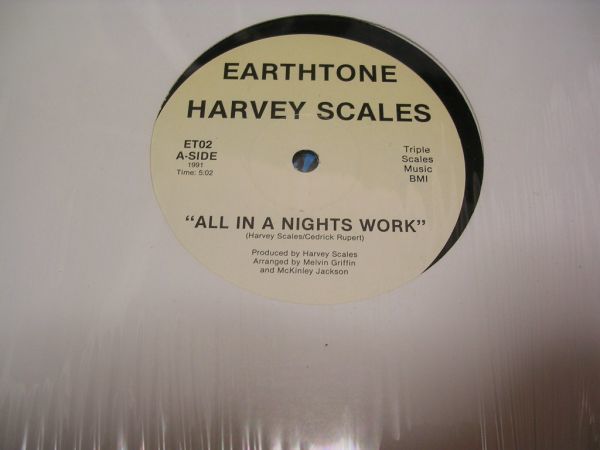 EARTHTONE
HARVEY SCALES
ET02
A-SIDE
1991
Time: 5:02
Triple
Scales
Music
BMI
“ALL IN A NIGHTS WORK”
(Harvey Scales/Cedrick Rupert)
Produced by Harvey Scales
Arranged by Melvin Griffin
and McKinley Jackson